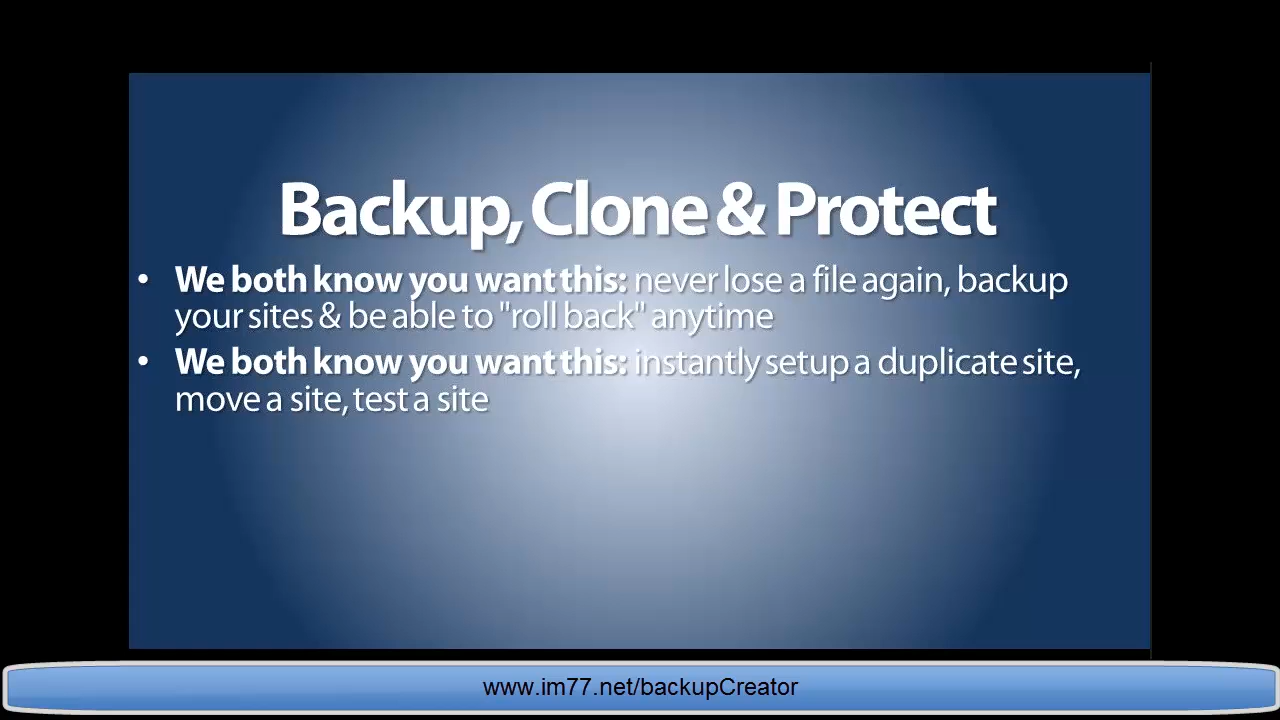 Backup, Clone & Protect
• We both know you want this: never lose a file again, backup
your sites & be able to "roll back" anytime
• We both know you want this: instantly setup a duplicate site,
move a site, test a site
www.im77.net/backupCreator